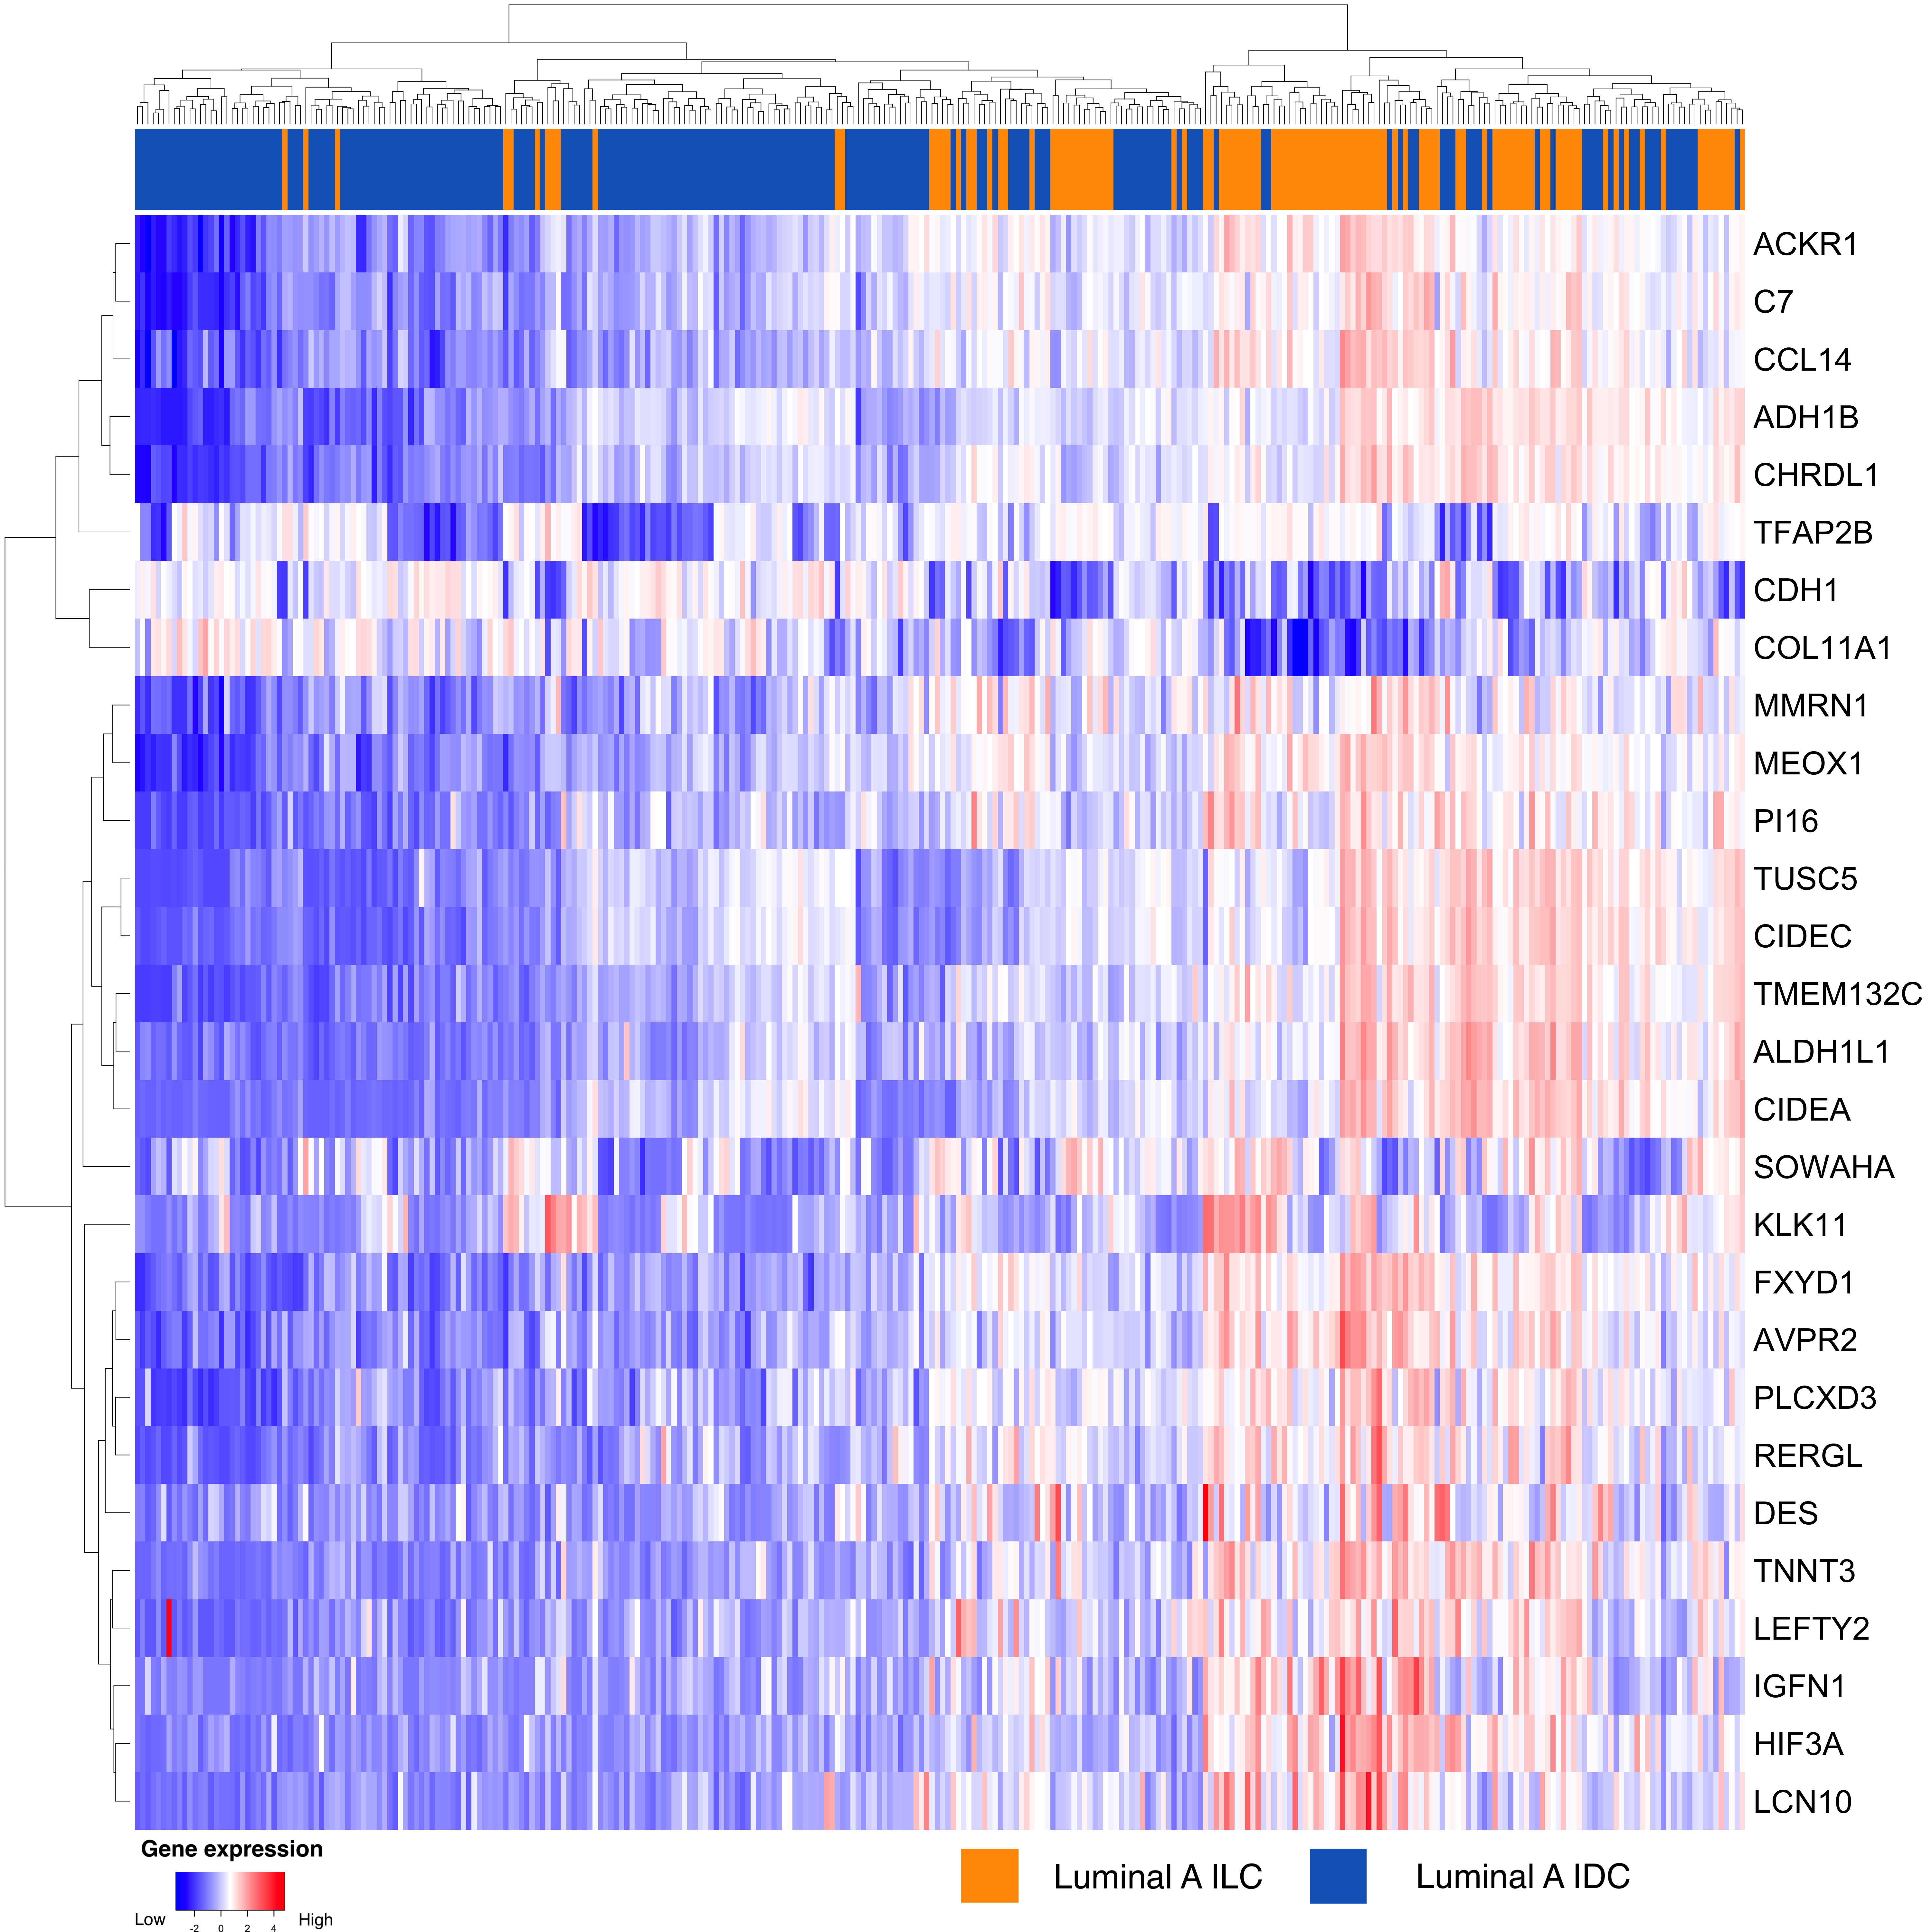 ACKR1
C7
CCL14
ADH1B
CHRDL1
TFAP2B
CDH1
COL11A1
MMRN1
MEOX1
PI16
TUSC5
CIDEC
TMEM132C
ALDH1L1
CIDEA
SOWAHA
KLK11
FXYD1
AVPR2
PLCXD3
RERGL
DES
TNNT3
LEFTY2
IGFN1
HIF3A
LCN10
Gene expression
Low -2 0 2 4 High
Luminal A ILC Luminal A IDC